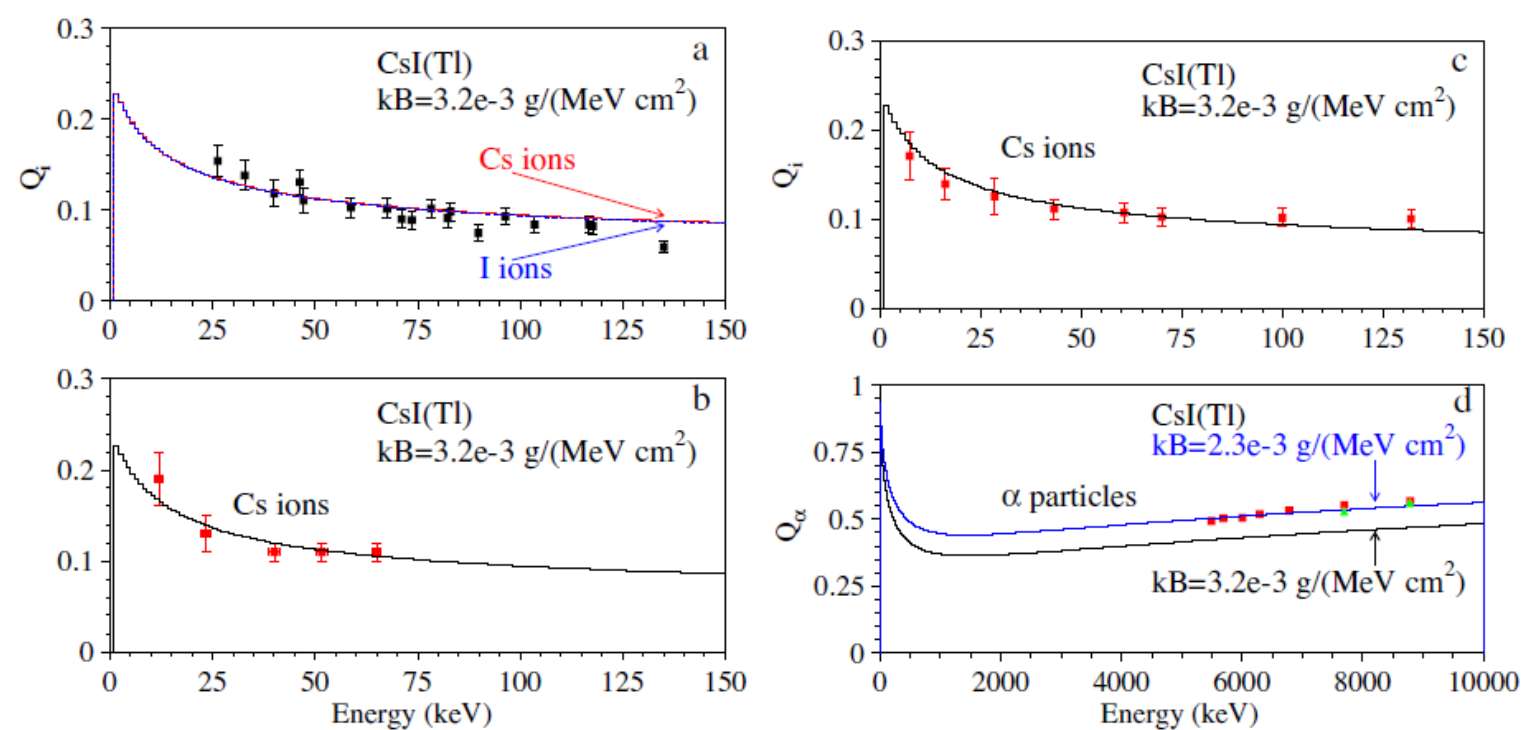 a
CsI(Tl)
kB=3.2e-3 g/(MeV cm²)
Cs ions
I ions
Qᵢ
0.3
0.2
0.1
0
0 25 50 75 100 125 150
c
CsI(Tl)
kB=3.2e-3 g/(MeV cm²)
Cs ions
Qᵢ
0.3
0.2
0.1
0
0 25 50 75 100 125 150
b
CsI(Tl)
kB=3.2e-3 g/(MeV cm²)
Cs ions
0.3
0.2
0.1
0
0 25 50 75 100 125 150
Energy (keV)
d
CsI(Tl)
kB=2.3e-3 g/(MeV cm²)
α particles
kB=3.2e-3 g/(MeV cm²)
Qα
1
0.75
0.5
0.25
0
0 2000 4000 6000 8000 10000
Energy (keV)